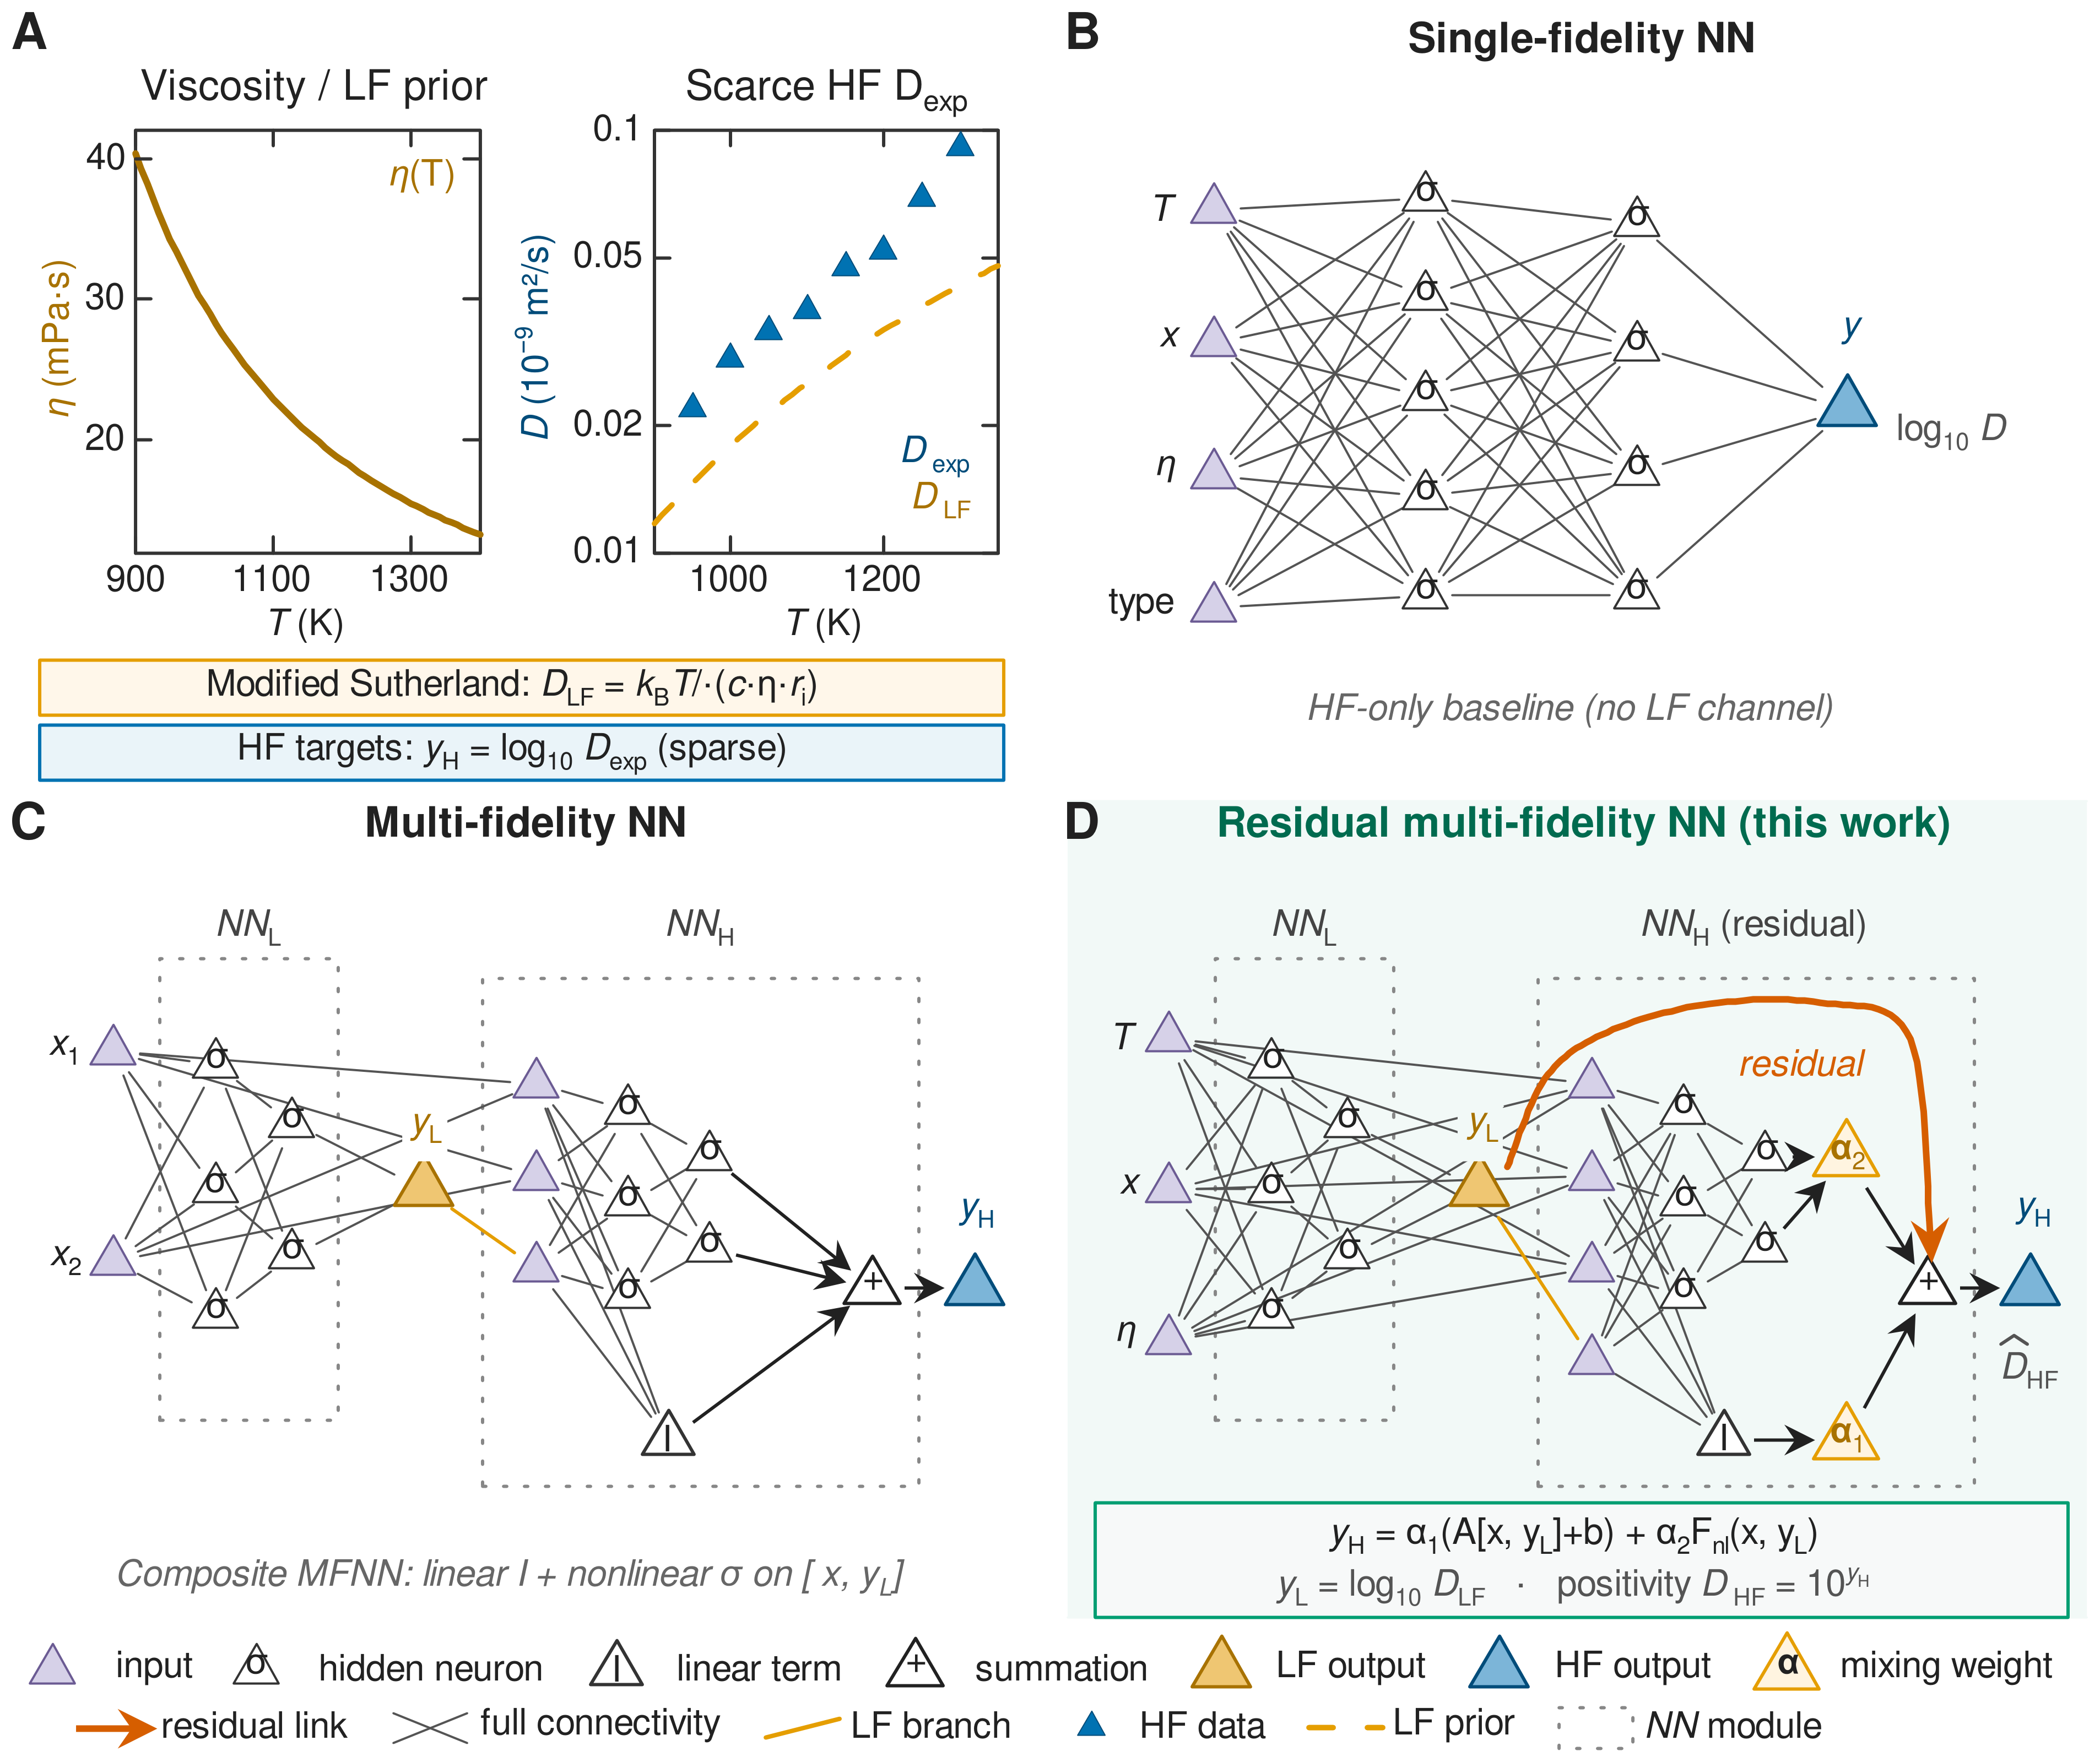 A
Viscosity / LF prior
Scarce HF D_exp
η(T)
40
30
20
η (mPa·s)
900
1100
1300
T (K)
0.1
0.05
0.02
0.01
D (10⁻⁹ m²/s)
D_exp
D_LF
1000
1200
T (K)
Modified Sutherland: D_LF = k_B T/·(c·η·r_i)
HF targets: y_H = log₁₀ D_exp (sparse)
B
Single-fidelity NN
T
x
η
type
σ
σ
σ
σ
σ
σ
σ
σ
σ
y
log₁₀ D
HF-only baseline (no LF channel)
C
Multi-fidelity NN
NN_L
NN_H
x₁
x₂
σ
σ
σ
σ
σ
y_L
σ
σ
σ
σ
σ
I
+
y_H
Composite MFNN: linear I + nonlinear σ on [ x, y_L]
D
Residual multi-fidelity NN (this work)
NN_L
NN_H (residual)
T
x
η
σ
σ
σ
σ
σ
y_L
residual
σ
σ
σ
σ
σ
α₂
I
α₁
+
y_H
D̂_HF
y_H = α₁(A[x, y_L]+b) + α₂F_nl(x, y_L)
y_L = log₁₀ D_LF · positivity D_HF = 10^y_H
input
σ hidden neuron
I linear term
+ summation
LF output
HF output
α mixing weight
residual link
full connectivity
LF branch
HF data
LF prior
NN module